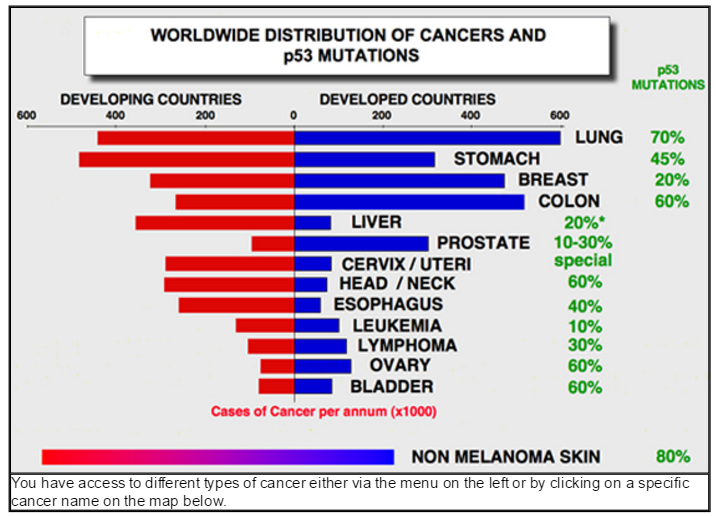 WORLDWIDE DISTRIBUTION OF CANCERS AND
p53 MUTATIONS
p53
MUTATIONS
DEVELOPING COUNTRIES DEVELOPED COUNTRIES
600 400 200 0 200 400 600
LUNG 70%
STOMACH 45%
BREAST 20%
COLON 60%
LIVER 20%*
PROSTATE 10-30%
CERVIX / UTERI special
HEAD / NECK 60%
ESOPHAGUS 40%
LEUKEMIA 10%
LYMPHOMA 30%
OVARY 60%
BLADDER 60%
Cases of Cancer per annum (x1000)
NON MELANOMA SKIN 80%
You have access to different types of cancer either via the menu on the left or by clicking on a specific
cancer name on the map below.